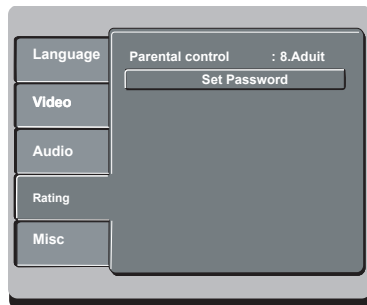 Language
Video
Audio
Rating
Misc
Parental control : 8.Aduit
Set Password